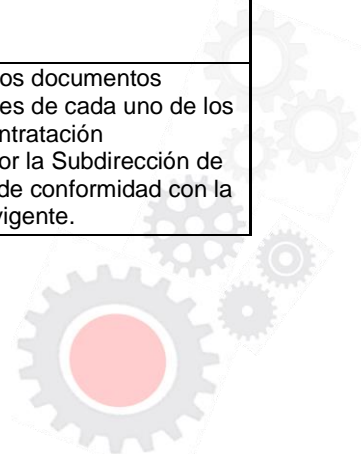 os documentos
es de cada uno de los
ntratación
or la Subdirección de
de conformidad con la
vigente.